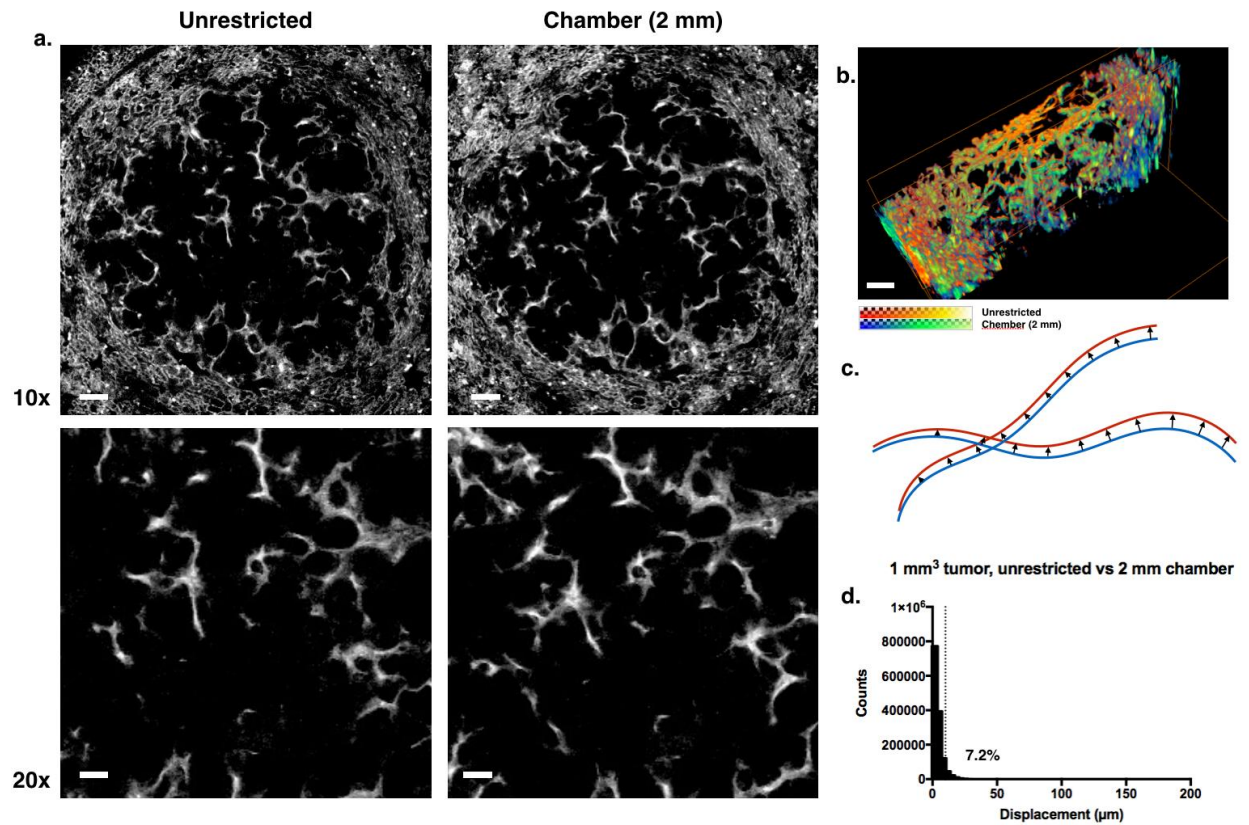 Unrestricted
Chamber (2 mm)
a.
10x
20x
b.
Unrestricted
Chember (2 mm)
c.
1 mm³ tumor, unrestricted vs 2 mm chamber
d.
1×10⁶
800000
600000
400000
200000
0
Counts
7.2%
0 50 100 150 200
Displacement (µm)